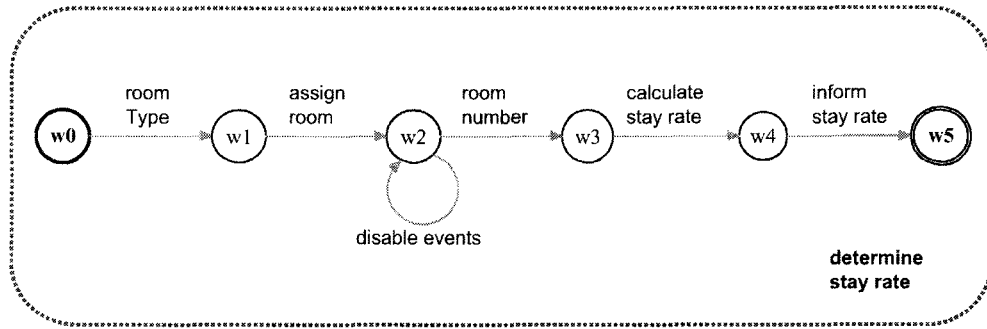 room
Type
assign
room
room
number
calculate
stay rate
inform
stay rate
w0
w1
w2
w3
w4
w5
disable events
determine
stay rate